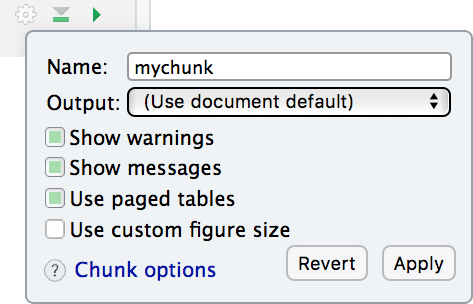 Name: mychunk
Output: (Use document default)
Show warnings
Show messages
Use paged tables
Use custom figure size
? Chunk options Revert Apply